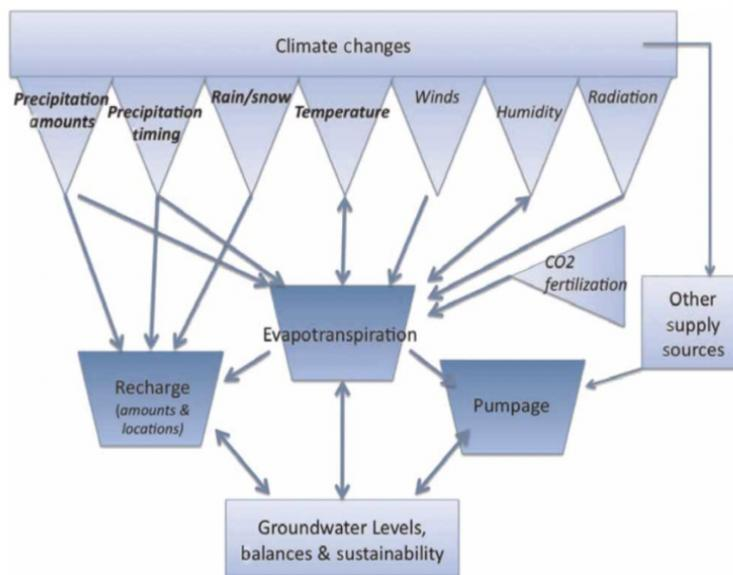 Climate changes
Precipitation
amounts
Precipitation
timing
Rain/snow
Temperature
Winds
Humidity
Radiation
CO2
fertilization
Other
supply
sources
Evapotranspiration
Recharge
(amounts &
locations)
Pumpage
Groundwater Levels,
balances & sustainability